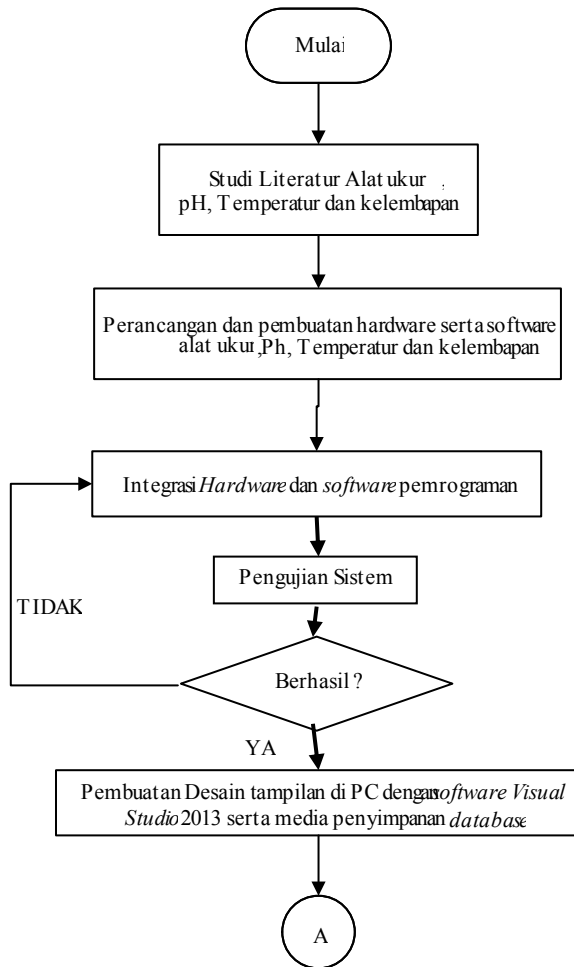 Mulai
Studi Literatur Alat ukur ,
pH, Temperatur dan kelembapan
Perancangan dan pembuatan hardware serta software
alat ukur,Ph, Temperatur dan kelembapan
Integrasi Hardware dan software pemrograman
Pengujian Sistem
TIDAK
Berhasil ?
YA
Pembuatan Desain tampilan di PC dengan software Visual
Studio 2013 serta media penyimpanan database
A